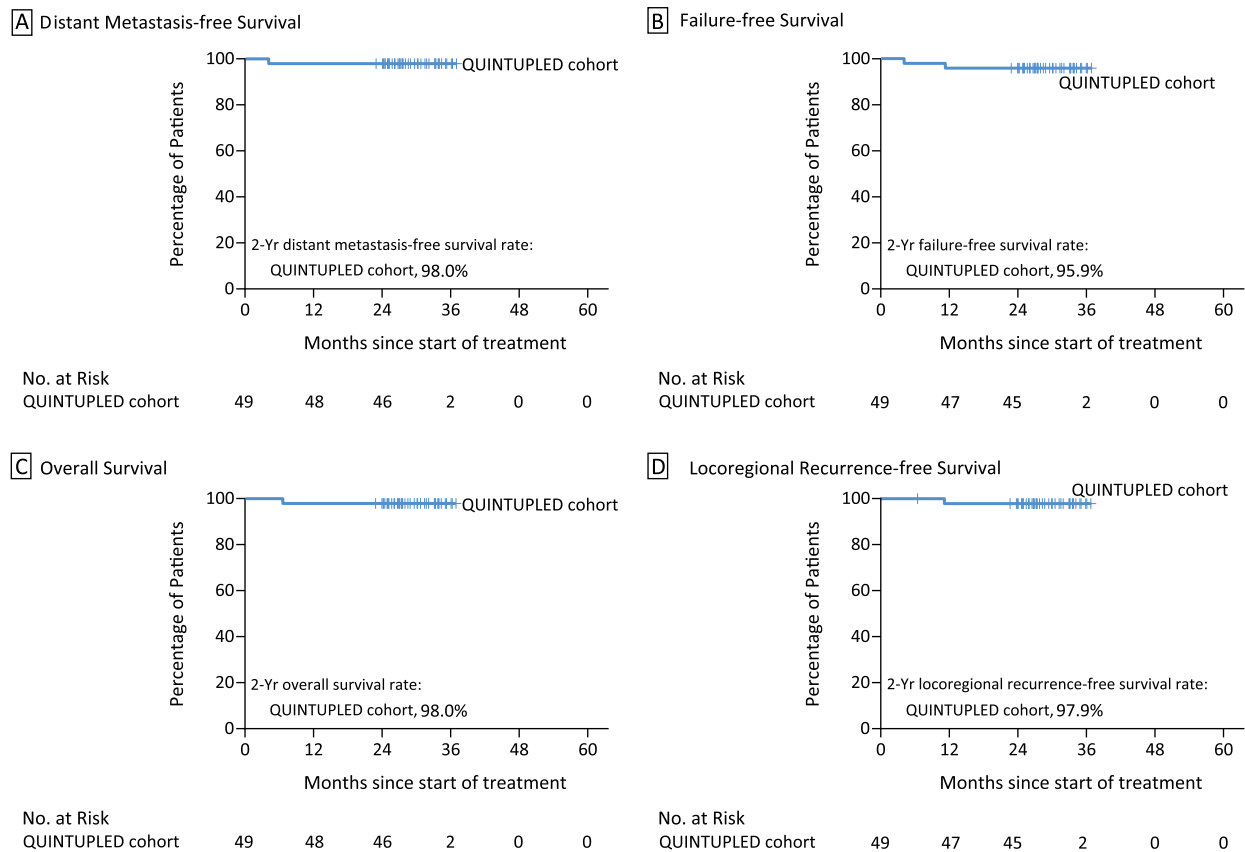 A Distant Metastasis-free Survival
100
80
60
40
20
0
Percentage of Patients
QUINTUPLED cohort
2-Yr distant metastasis-free survival rate:
QUINTUPLED cohort, 98.0%
0 12 24 36 48 60
Months since start of treatment
No. at Risk
QUINTUPLED cohort 49 48 46 2 0 0
B Failure-free Survival
100
80
60
40
20
0
Percentage of Patients
QUINTUPLED cohort
2-Yr failure-free survival rate:
QUINTUPLED cohort, 95.9%
0 12 24 36 48 60
Months since start of treatment
No. at Risk
QUINTUPLED cohort 49 47 45 2 0 0
C Overall Survival
100
80
60
40
20
0
Percentage of Patients
QUINTUPLED cohort
2-Yr overall survival rate:
QUINTUPLED cohort, 98.0%
0 12 24 36 48 60
Months since start of treatment
No. at Risk
QUINTUPLED cohort 49 48 46 2 0 0
D Locoregional Recurrence-free Survival
100
80
60
40
20
0
Percentage of Patients
QUINTUPLED cohort
2-Yr locoregional recurrence-free survival rate:
QUINTUPLED cohort, 97.9%
0 12 24 36 48 60
Months since start of treatment
No. at Risk
QUINTUPLED cohort 49 47 45 2 0 0